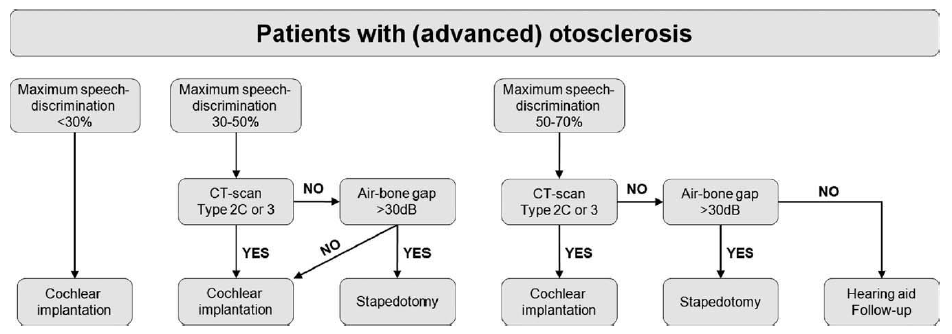 Patients with (advanced) otosclerosis
Maximum speech-
discrimination
<30%
Maximum speech-
discrimination
30-50%
Maximum speech-
discrimination
50-70%
CT-scan
Type 2C or 3
NO
Air-bone gap
>30dB
CT-scan
Type 2C or 3
NO
Air-bone gap
>30dB
NO
YES
NO
YES
YES
YES
Cochlear
implantation
Cochlear
implantation
Stapedotomy
Cochlear
implantation
Stapedotomy
Hearing aid
Follow-up